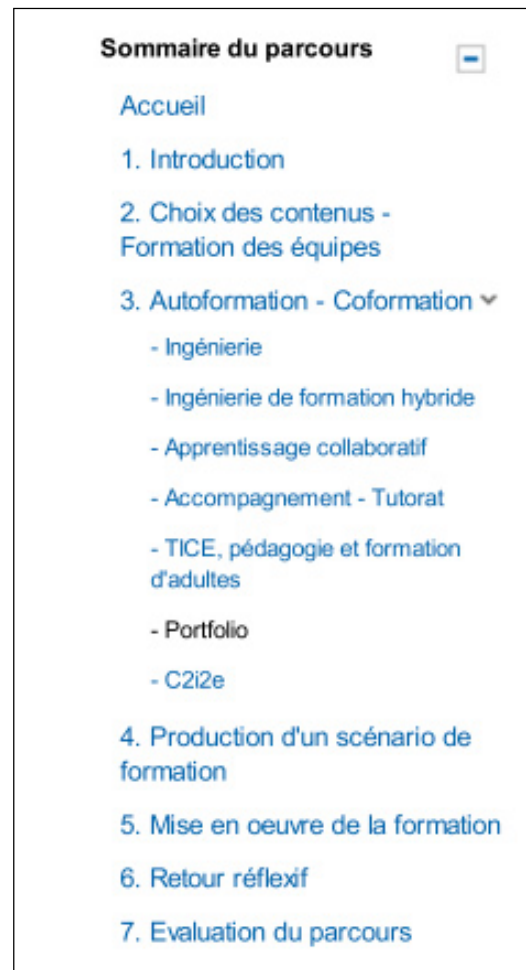 Sommaire du parcours
Accueil
1. Introduction
2. Choix des contenus -
Formation des équipes
3. Autoformation - Coformation
- Ingénierie
- Ingénierie de formation hybride
- Apprentissage collaboratif
- Accompagnement - Tutorat
- TICE, pédagogie et formation
d'adultes
- Portfolio
- C2i2e
4. Production d'un scénario de
formation
5. Mise en oeuvre de la formation
6. Retour réflexif
7. Evaluation du parcours